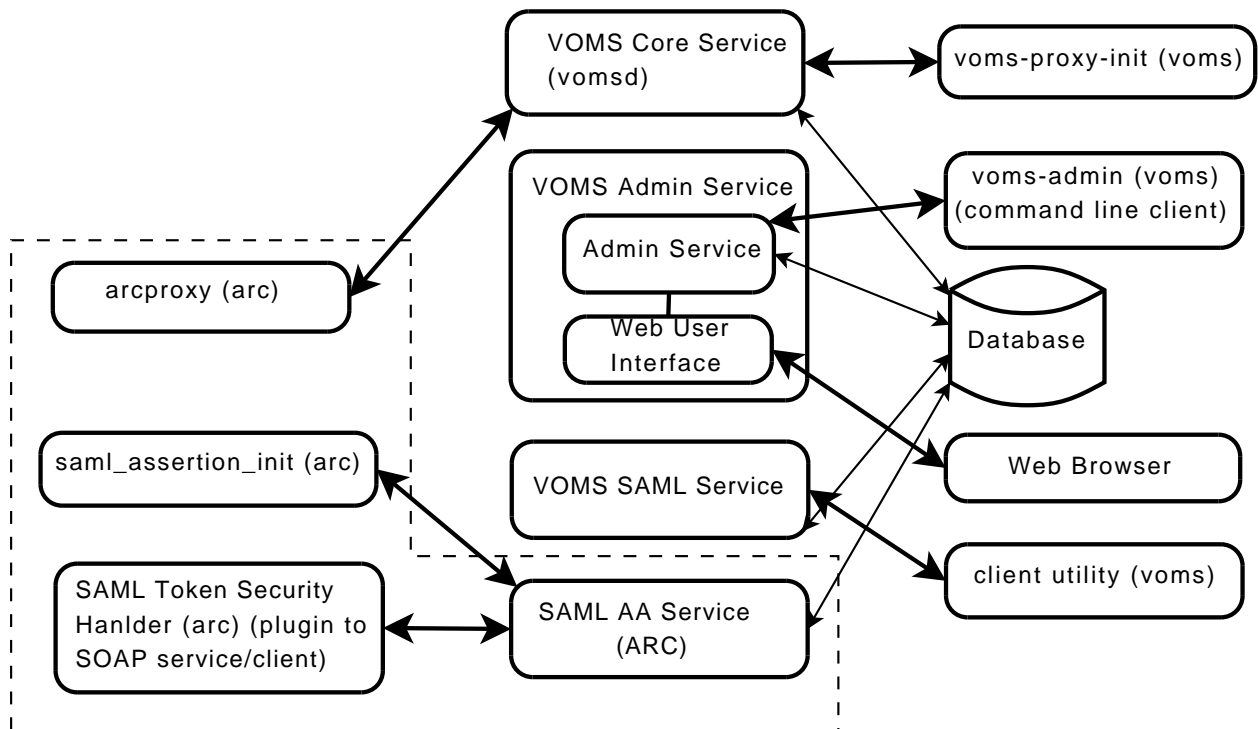 VOMS Core Service
(vomsd)
voms-proxy-init (voms)
VOMS Admin Service
voms-admin (voms)
(command line client)
Admin Service
arcproxy (arc)
Web User
Interface
Database
saml_assertion_init (arc)
VOMS SAML Service
Web Browser
SAML Token Security
Hanlder (arc) (plugin to
SOAP service/client)
SAML AA Service
(ARC)
client utility (voms)